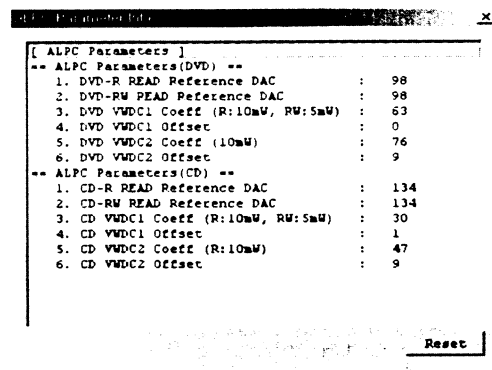 [ ALPC Parameters ]
-- ALPC Parameters(DVD) --
1. DVD-R READ Reference DAC : 98
2. DVD-RW READ Reference DAC : 98
3. DVD VWDC1 Coeff (R:10mW, RW:5mW) : 63
4. DVD VWDC1 Offset : 0
5. DVD VWDC2 Coeff (10mW) : 76
6. DVD VWDC2 Offset : 9
-- ALPC Parameters(CD) --
1. CD-R READ Reference DAC : 134
2. CD-RW READ Reference DAC : 134
3. CD VWDC1 Coeff (R:10mW, RW:5mW) : 30
4. CD VWDC1 Offset : 1
5. CD VWDC2 Coeff (R:10mW) : 47
6. CD VWDC2 Offset : 9
Reset